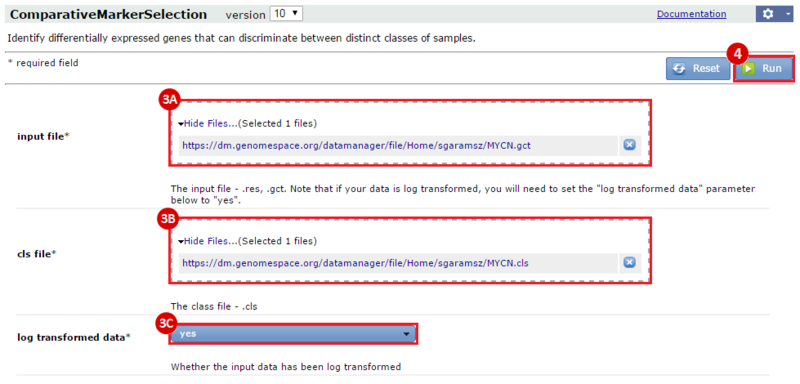 ComparativeMarkerSelection version 10 Documentation
Identify differentially expressed genes that can discriminate between distinct classes of samples.
* required field
4
Reset Run
3A
Hide Files...(Selected 1 files)
input file*
https://dm.genomespace.org/datamanager/file/Home/sgaramsz/MYCN.gct
The input file - .res, .gct. Note that if your data is log transformed, you will need to set the "log transformed data" parameter
below to "yes".
3B
Hide Files...(Selected 1 files)
cls file*
https://dm.genomespace.org/datamanager/file/Home/sgaramsz/MYCN.cls
The class file - .cls
3C
log transformed data* yes
Whether the input data has been log transformed